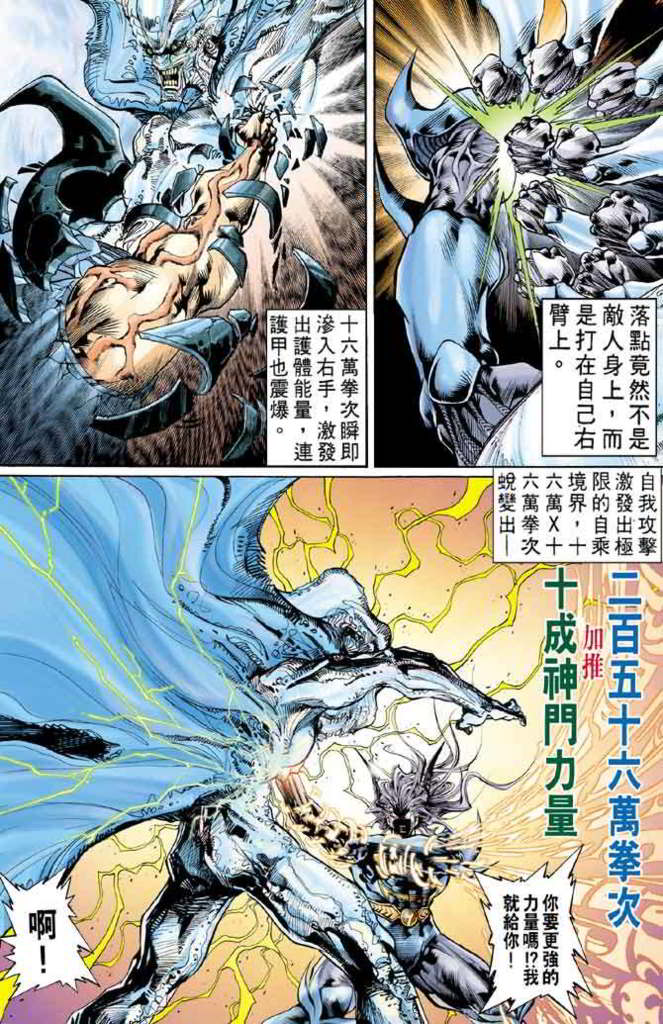 落點竟然不是
敵人身上，而
是打在自己右
臂上。
十六萬拳次瞬即
滲入右手，激發
出護體能量，連
護甲也震爆。
自我攻擊
激發出極
限的自乘
境界，十
六萬X十
六萬拳次
蛻變出—
二百五十六萬拳次
加推
十成神門力量
你要更強的
力量嗎!?我
就給你！
啊！